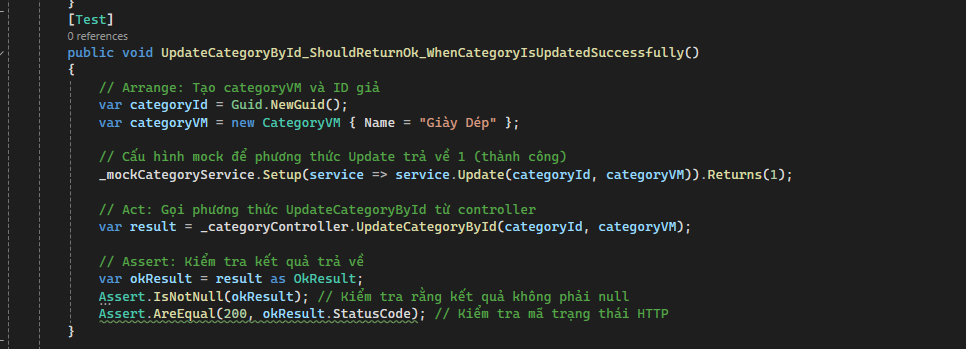 }
[Test]
0 references
public void UpdateCategoryById_ShouldReturnOk_WhenCategoryIsUpdatedSuccessfully()
{
// Arrange: Tạo categoryVM và ID giả
var categoryId = Guid.NewGuid();
var categoryVM = new CategoryVM { Name = "Giày Dép" };
// Cấu hình mock để phương thức Update trả về 1 (thành công)
_mockCategoryService.Setup(service => service.Update(categoryId, categoryVM)).Returns(1);
// Act: Gọi phương thức UpdateCategoryById từ controller
var result = _categoryController.UpdateCategoryById(categoryId, categoryVM);
// Assert: Kiểm tra kết quả trả về
var okResult = result as OkResult;
Assert.IsNotNull(okResult); // Kiểm tra rằng kết quả không phải null
Assert.AreEqual(200, okResult.StatusCode); // Kiểm tra mã trạng thái HTTP
}